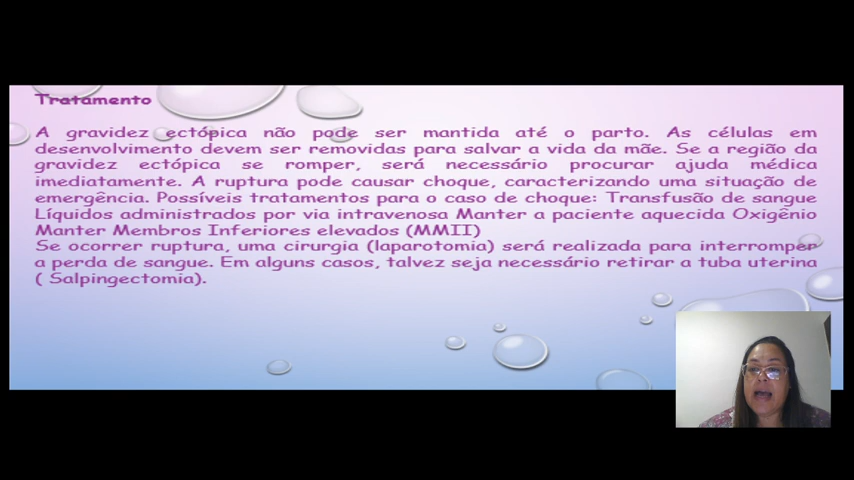 Tratamento
A gravidez ectópica não pode ser mantida até o parto. As células em
desenvolvimento devem ser removidas para salvar a vida da mãe. Se a região da
gravidez ectópica se romper, será necessário procurar ajuda médica
imediatamente. A ruptura pode causar choque, caracterizando uma situação de
emergência. Possíveis tratamentos para o caso de choque: Transfusão de sangue
Líquidos administrados por via intravenosa Manter a paciente aquecida Oxigênio
Manter Membros Inferiores elevados (MMII)
Se ocorrer ruptura, uma cirurgia (laparotomia) será realizada para interromper
a perda de sangue. Em alguns casos, talvez seja necessário retirar a tuba uterina
( Salpingectomia).